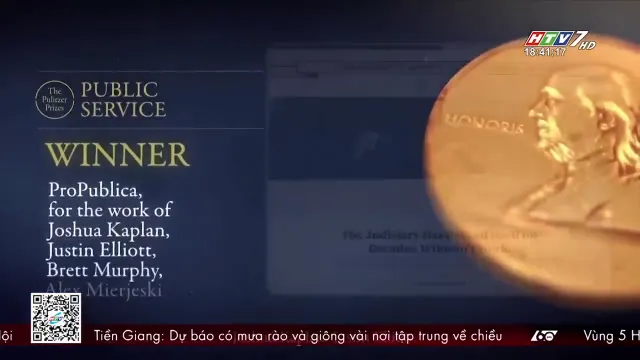 HTV7 HD
18:41:17
The
Pulitzer
Prizes
PUBLIC
SERVICE
WINNER
ProPublica,
for the work of
Joshua Kaplan,
Justin Elliott,
Brett Murphy,
Alex Mierjeski
HONORIS
Nội
Tiền Giang: Dự báo có mưa rào và giông vài nơi tập trung về chiều
60
Vùng 5 H